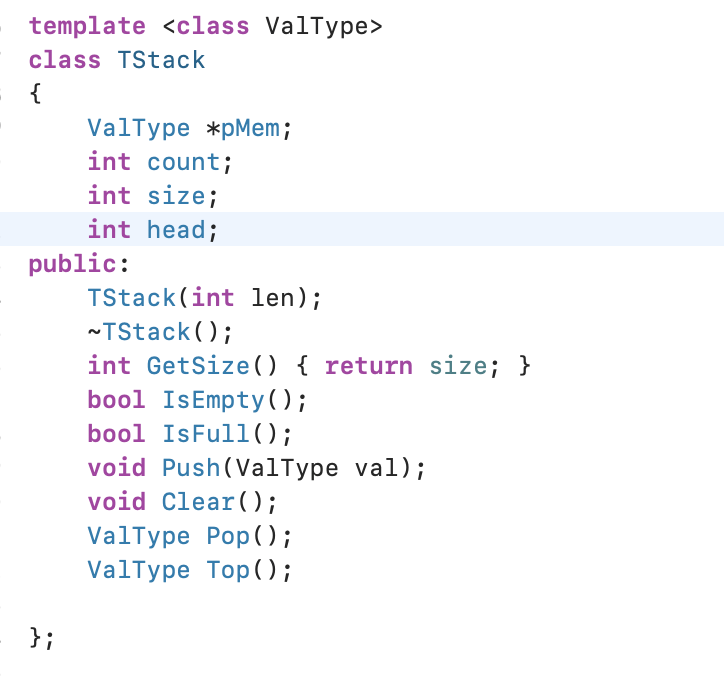 template <class ValType>
class TStack
{
    ValType *pMem;
    int count;
    int size;
    int head;
public:
    TStack(int len);
    ~TStack();
    int GetSize() { return size; }
    bool IsEmpty();
    bool IsFull();
    void Push(ValType val);
    void Clear();
    ValType Pop();
    ValType Top();
};